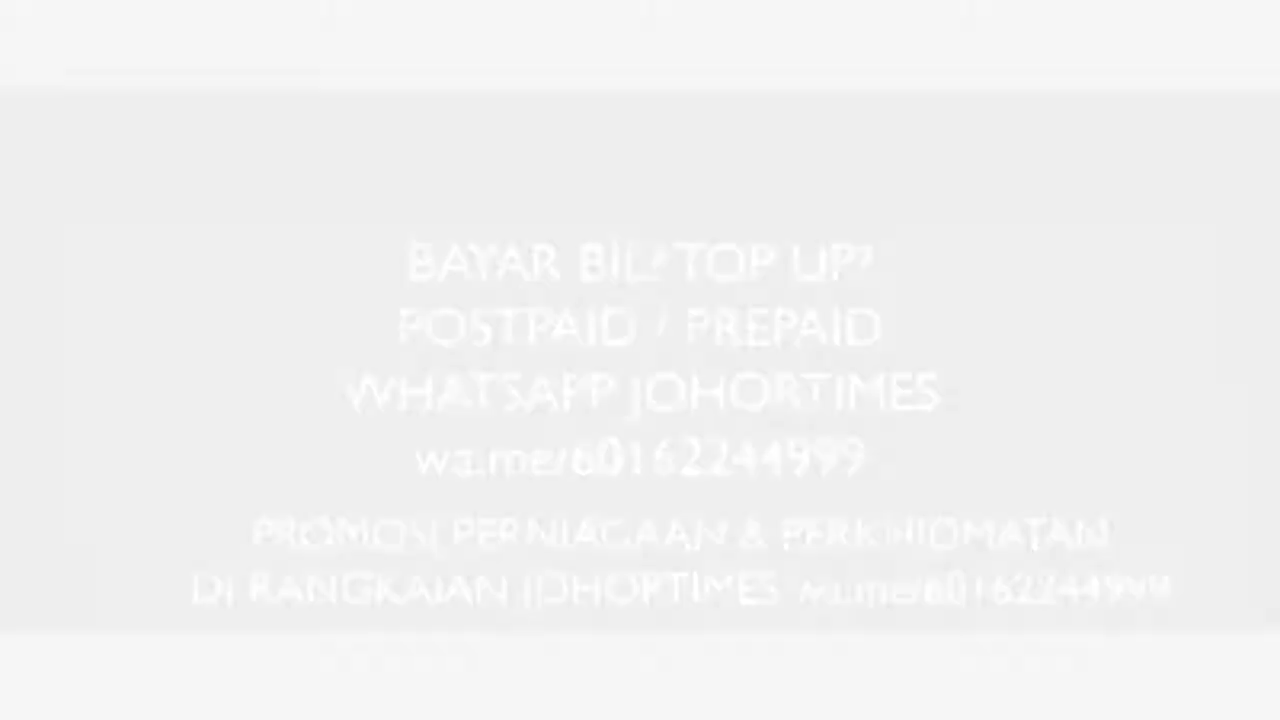 BAYAR BIL/ TOP UP/
POSTPAID / PREPAID
WHATSAPP JOHORTIMES
wa.me/60162244999
PROMOSI PERNIAGAAN & PERKHIDMATAN
DI RANGKAIAN JOHORTIMES wa.me/60162244999